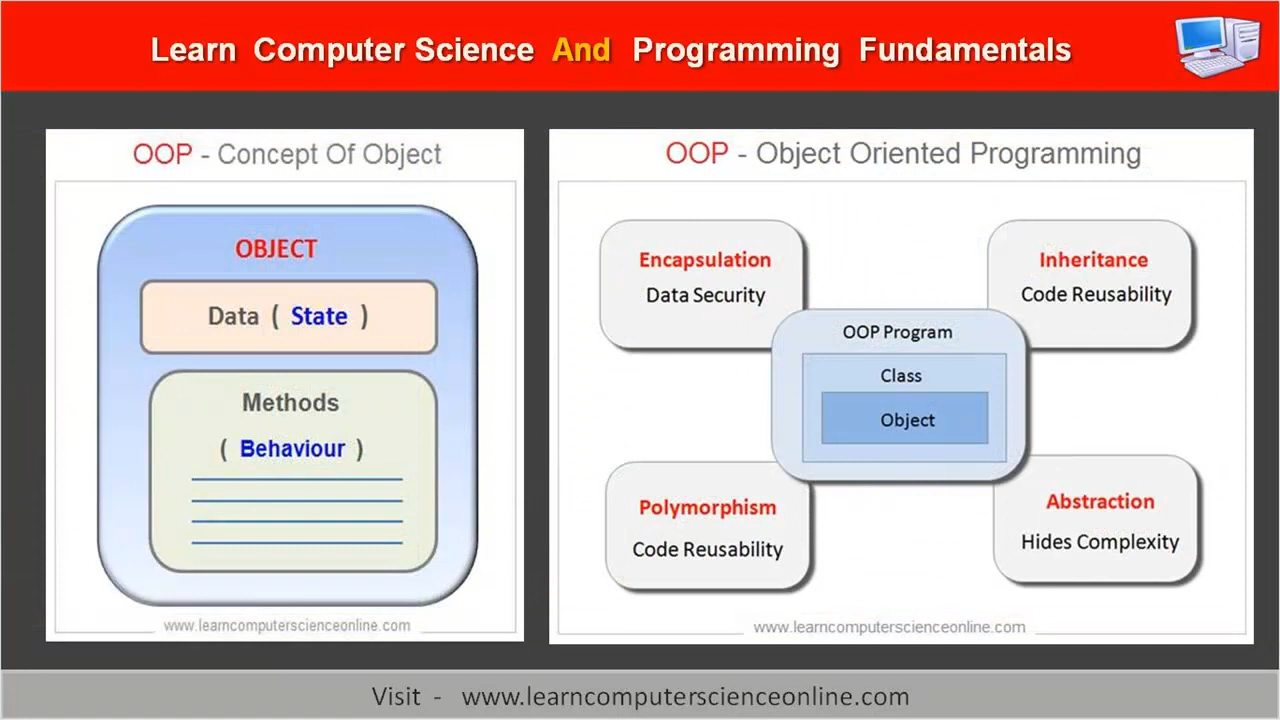 Learn Computer Science And Programming Fundamentals
OOP - Concept Of Object
OBJECT
Data ( State )
Methods
( Behaviour )
www.learncomputerscienceonline.com
OOP - Object Oriented Programming
Encapsulation
Data Security
Inheritance
Code Reusability
OOP Program
Class
Object
Polymorphism
Code Reusability
Abstraction
Hides Complexity
www.learncomputerscienceonline.com
Visit - www.learncomputerscienceonline.com